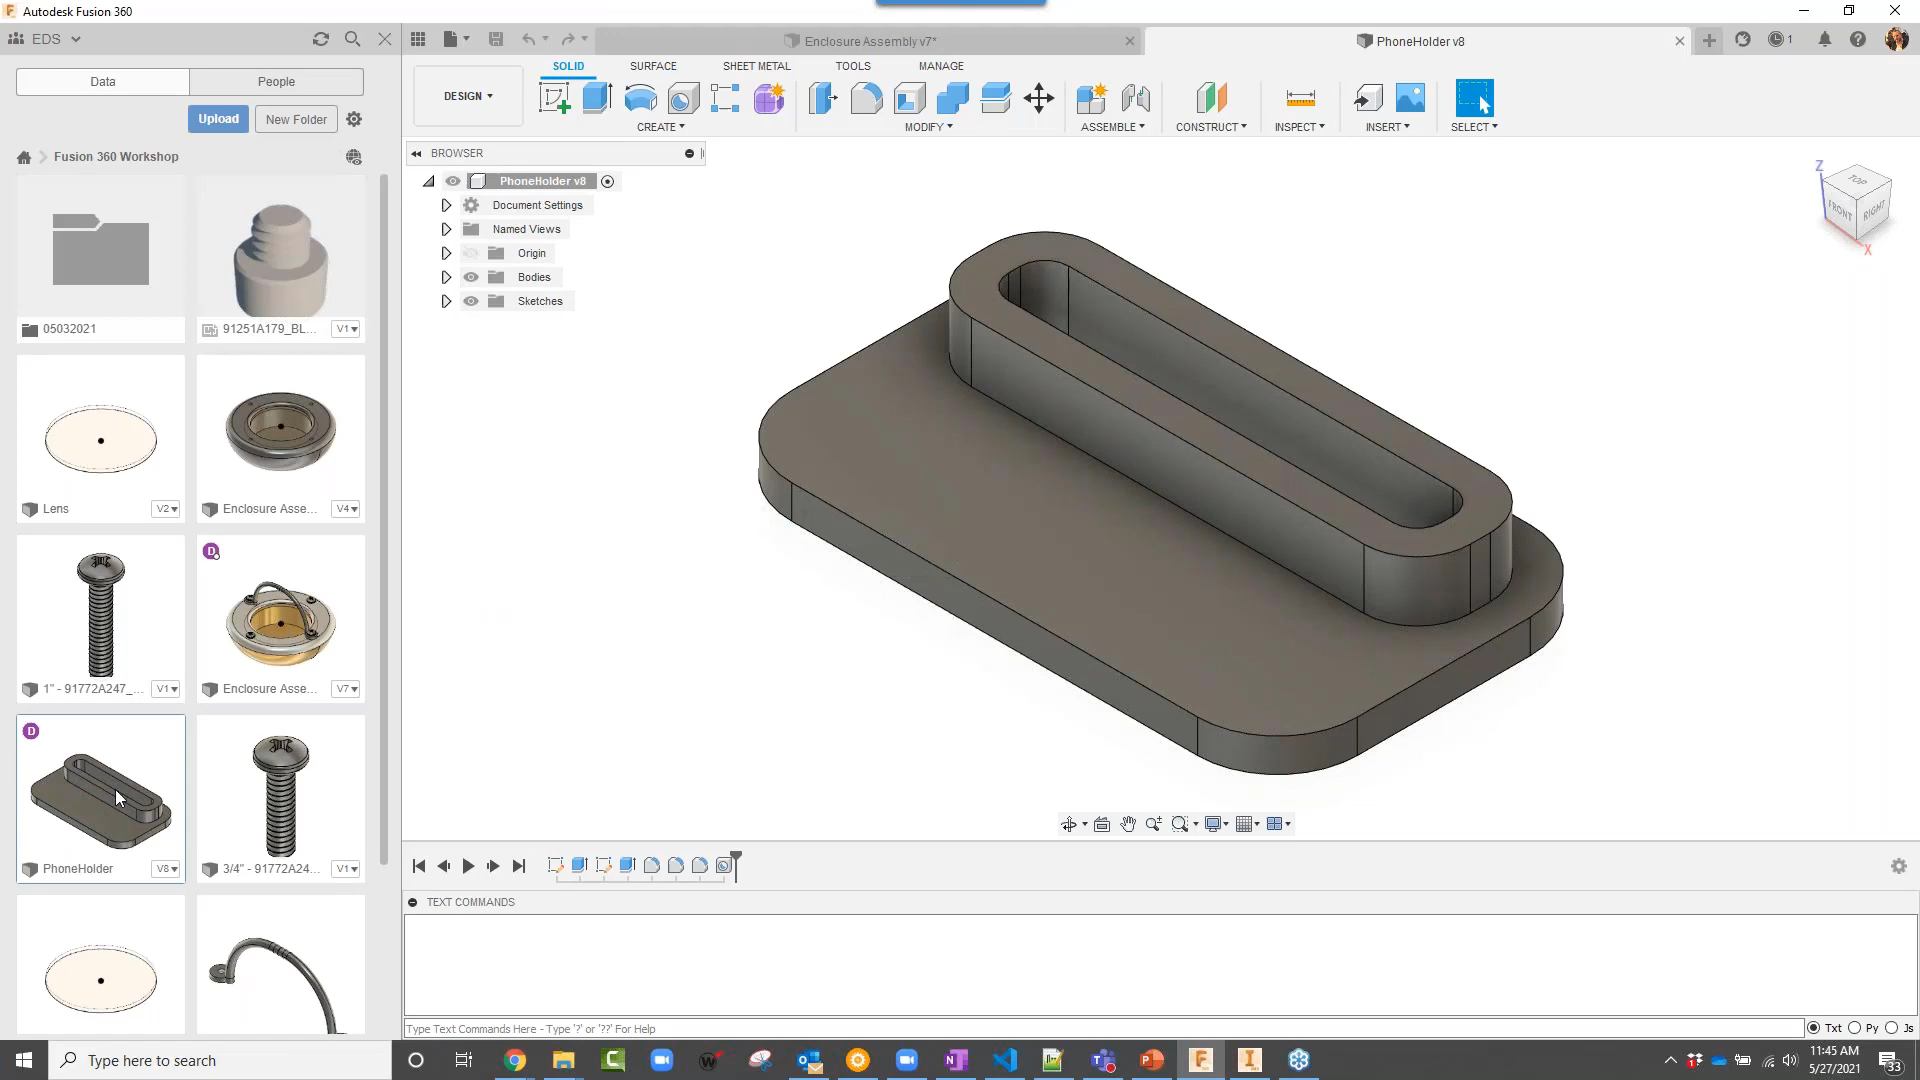 Autodesk Fusion 360
EDS
Enclosure Assembly v7*
PhoneHolder v8
1
Data
People
SOLID
SURFACE
SHEET METAL
TOOLS
MANAGE
DESIGN
CREATE
MODIFY
ASSEMBLE
CONSTRUCT
INSPECT
INSERT
SELECT
Upload
New Folder
Fusion 360 Workshop
BROWSER
PhoneHolder v8
Document Settings
Named Views
Origin
Bodies
Sketches
Z
TOP
FRONT
RIGHT
X
05032021
91251A179_BL...
V1
Lens
V2
Enclosure Asse...
V4
D
1" - 91772A247_...
V1
Enclosure Asse...
V7
D
PhoneHolder
V8
3/4" - 91772A24...
V1
TEXT COMMANDS
Type Text Commands Here - Type '?' or '??' For Help
Txt
Py
Js
Type here to search
11:45 AM
5/27/2021
33